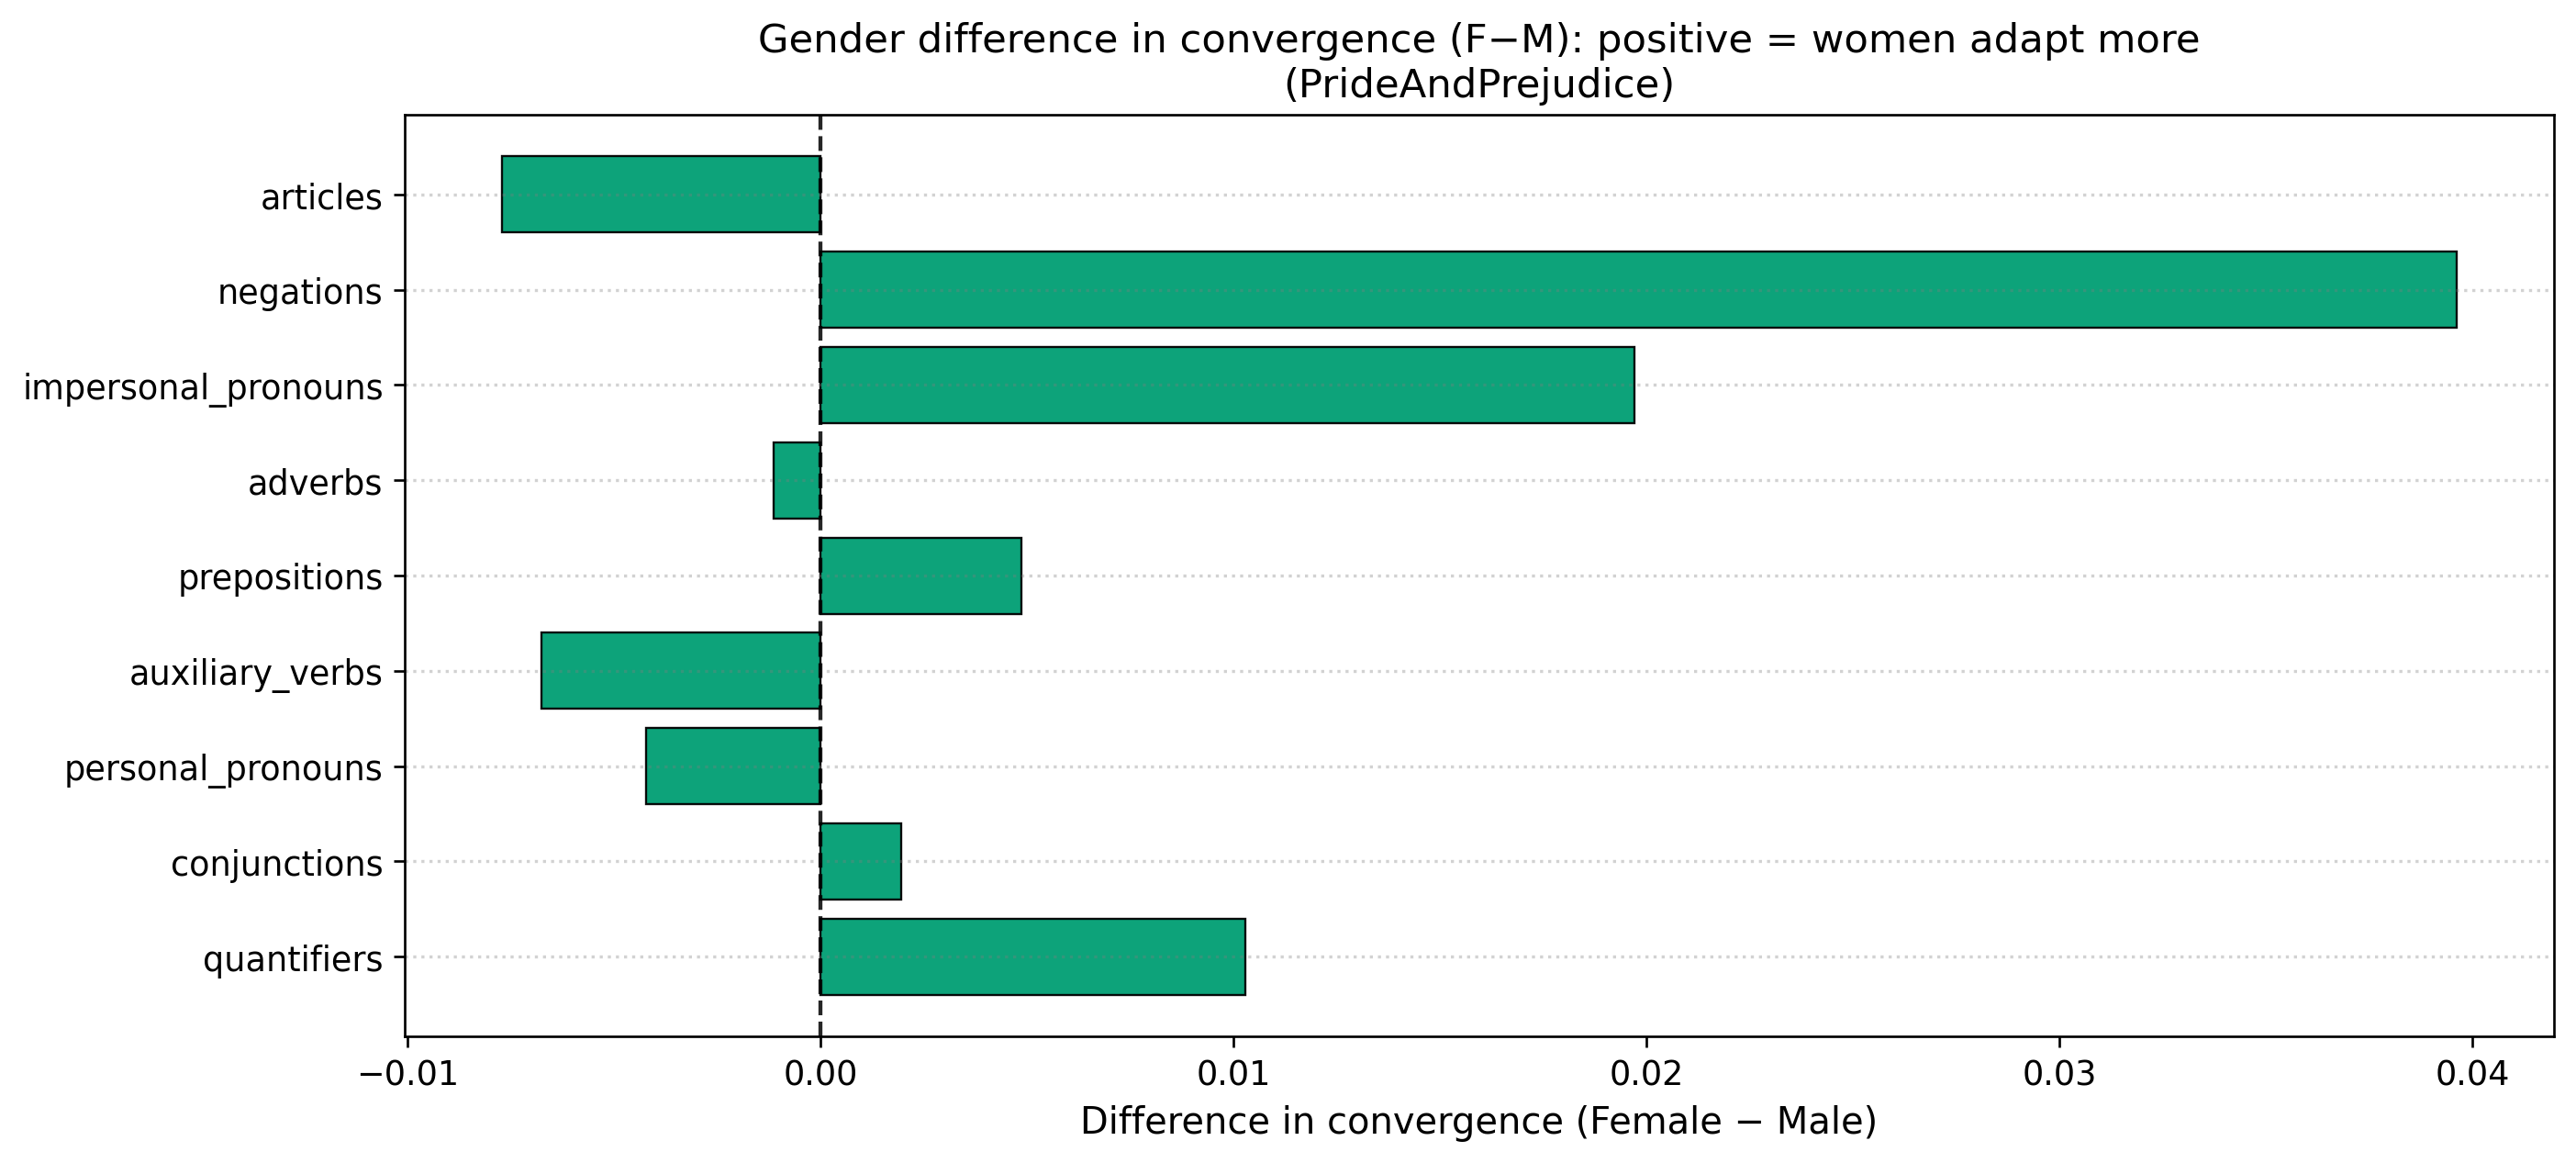 Gender difference in convergence (F−M): positive = women adapt more
(PrideAndPrejudice)
articles
negations
impersonal_pronouns
adverbs
prepositions
auxiliary_verbs
personal_pronouns
conjunctions
quantifiers
−0.01 0.00 0.01 0.02 0.03 0.04
Difference in convergence (Female − Male)